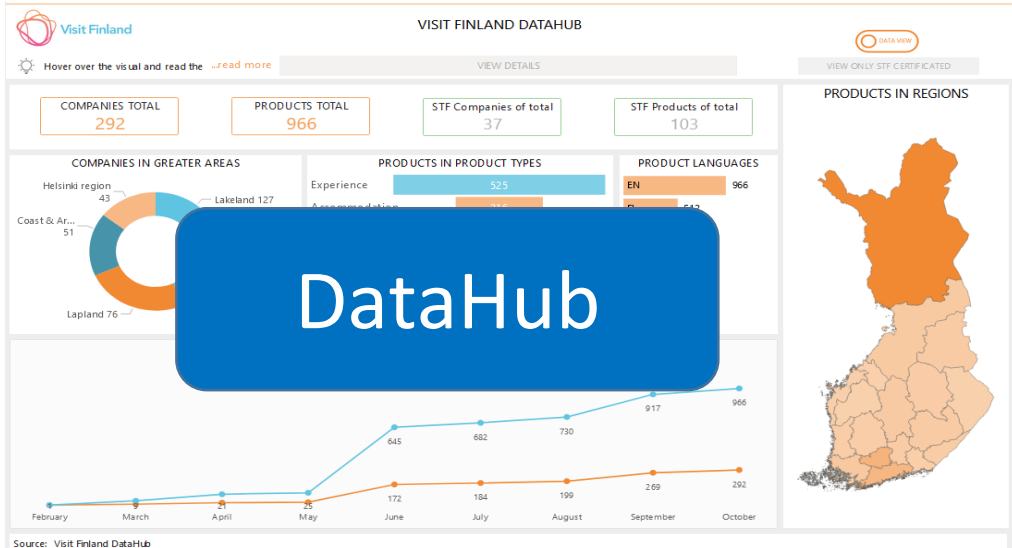 Visit Finland
VISIT FINLAND DATAHUB
DATA VIEW
Hover over the visual and read the ...read more
VIEW DETAILS
VIEW ONLY STF CERTIFICATED
COMPANIES TOTAL
292
PRODUCTS TOTAL
966
STF Companies of total
37
STF Products of total
103
PRODUCTS IN REGIONS
COMPANIES IN GREATER AREAS
Helsinki region
43
Lakeland 127
Coast & Ar...
51
Lapland 76
PRODUCTS IN PRODUCT TYPES
Experience 525
Accommodation
PRODUCT LANGUAGES
EN 966
DataHub
645
682
730
917
966
9
21
25
172
184
199
269
292
February March April May June July August September October
Source: Visit Finland DataHub